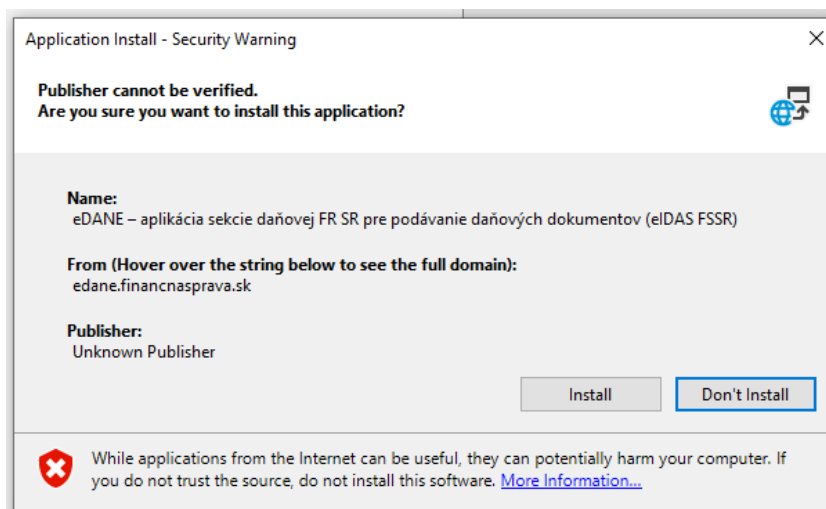 Application Install - Security Warning
Publisher cannot be verified.
Are you sure you want to install this application?
Name:
eDANE – aplikácia sekcie daňovej FR SR pre podávanie daňových dokumentov (eIDAS FSSR)
From (Hover over the string below to see the full domain):
edane.financnasprava.sk
Publisher:
Unknown Publisher
Install
Don't Install
While applications from the Internet can be useful, they can potentially harm your computer. If
you do not trust the source, do not install this software. More Information...